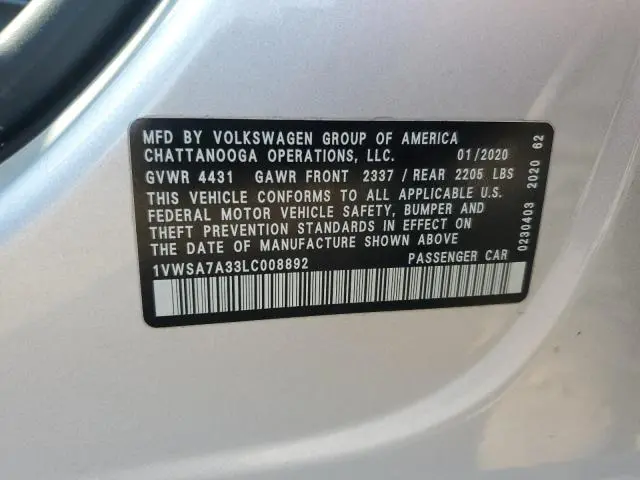 MFD BY VOLKSWAGEN GROUP OF AMERICA
CHATTANOOGA OPERATIONS, LLC. 01/2020
GVWR 4431 GAWR FRONT 2337 / REAR 2205 LBS
THIS VEHICLE CONFORMS TO ALL APPLICABLE U.S.
FEDERAL MOTOR VEHICLE SAFETY, BUMPER AND
THEFT PREVENTION STANDARDS IN EFFECT ON
THE DATE OF MANUFACTURE SHOWN ABOVE
1VWSA7A33LC008892 PASSENGER CAR
0230403 2020 62